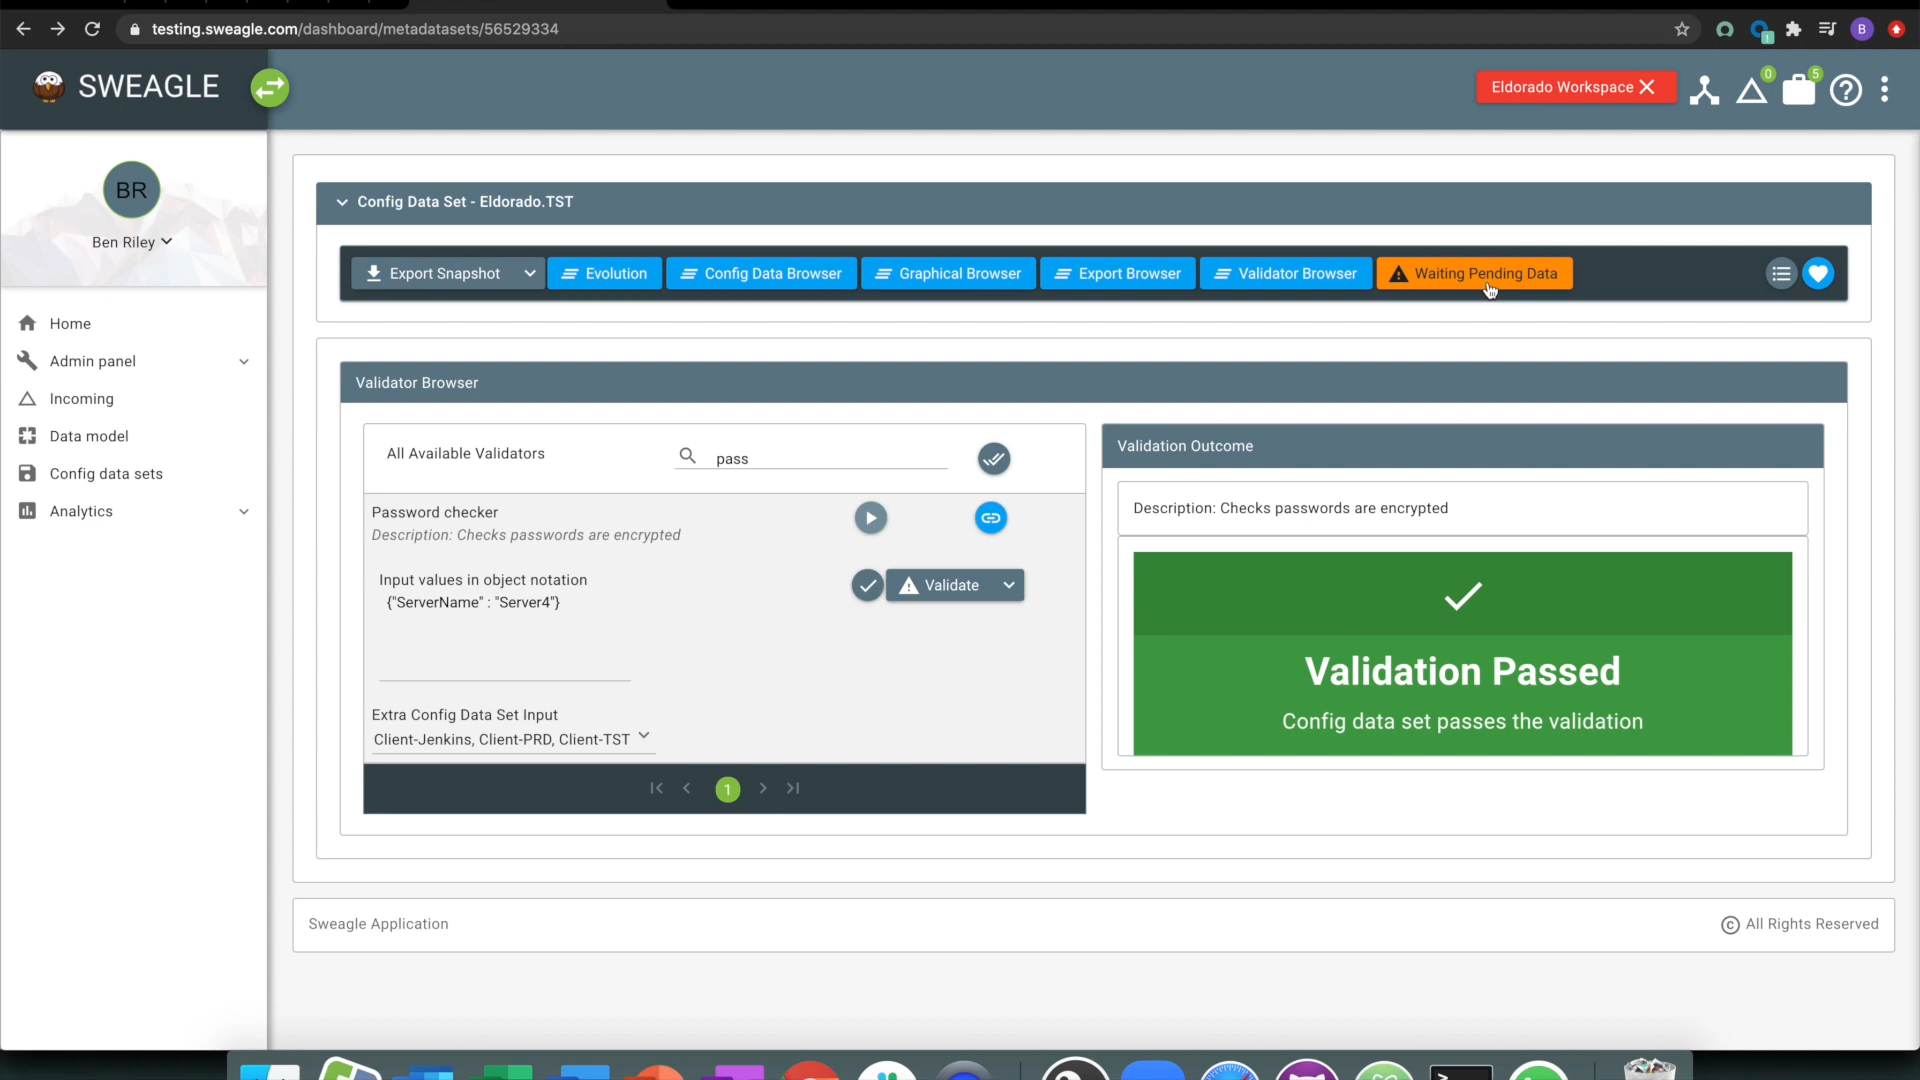 testing.sweagle.com/dashboard/metadatasets/56529334
B
SWEAGLE
Eldorado Workspace
0
5
BR
Ben Riley
Home
Admin panel
Incoming
Data model
Config data sets
Analytics
Config Data Set - Eldorado.TST
Export Snapshot
Evolution
Config Data Browser
Graphical Browser
Export Browser
Validator Browser
Waiting Pending Data
Validator Browser
All Available Validators
pass
Password checker
Description: Checks passwords are encrypted
Input values in object notation
{"ServerName" : "Server4"}
Validate
Extra Config Data Set Input
Client-Jenkins, Client-PRD, Client-TST
1
Validation Outcome
Description: Checks passwords are encrypted
Validation Passed
Config data set passes the validation
Sweagle Application
© All Rights Reserved